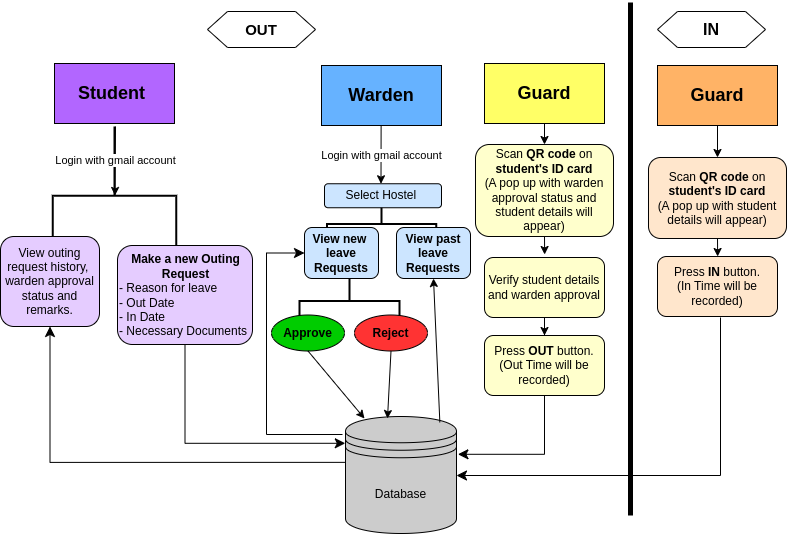 OUT
IN
Student
Warden
Guard
Guard
Login with gmail account
Login with gmail account
Scan QR code on
student's ID card
(A pop up with warden
approval status and
student details will
appear)
Scan QR code on
student's ID card
(A pop up with student
details will appear)
Select Hostel
View outing
request history,
warden approval
status and
remarks.
Make a new Outing
Request
- Reason for leave
- Out Date
- In Date
- Necessary Documents
View new
leave
Requests
View past
leave
Requests
Verify student details
and warden approval
Press IN button.
(In Time will be
recorded)
Approve
Reject
Press OUT button.
(Out Time will be
recorded)
Database